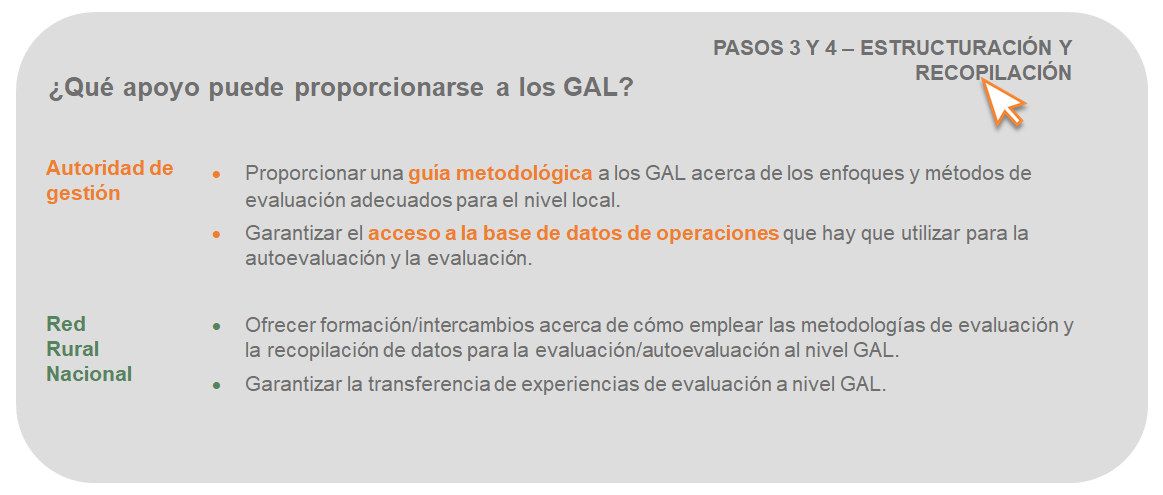 PASOS 3 Y 4 – ESTRUCTURACIÓN Y
RECOPILACIÓN
¿Qué apoyo puede proporcionarse a los GAL?
Autoridad de
gestión
• Proporcionar una guía metodológica a los GAL acerca de los enfoques y métodos de
evaluación adecuados para el nivel local.
• Garantizar el acceso a la base de datos de operaciones que hay que utilizar para la
autoevaluación y la evaluación.
Red
Rural
Nacional
• Ofrecer formación/intercambios acerca de cómo emplear las metodologías de evaluación y
la recopilación de datos para la evaluación/autoevaluación al nivel GAL.
• Garantizar la transferencia de experiencias de evaluación a nivel GAL.